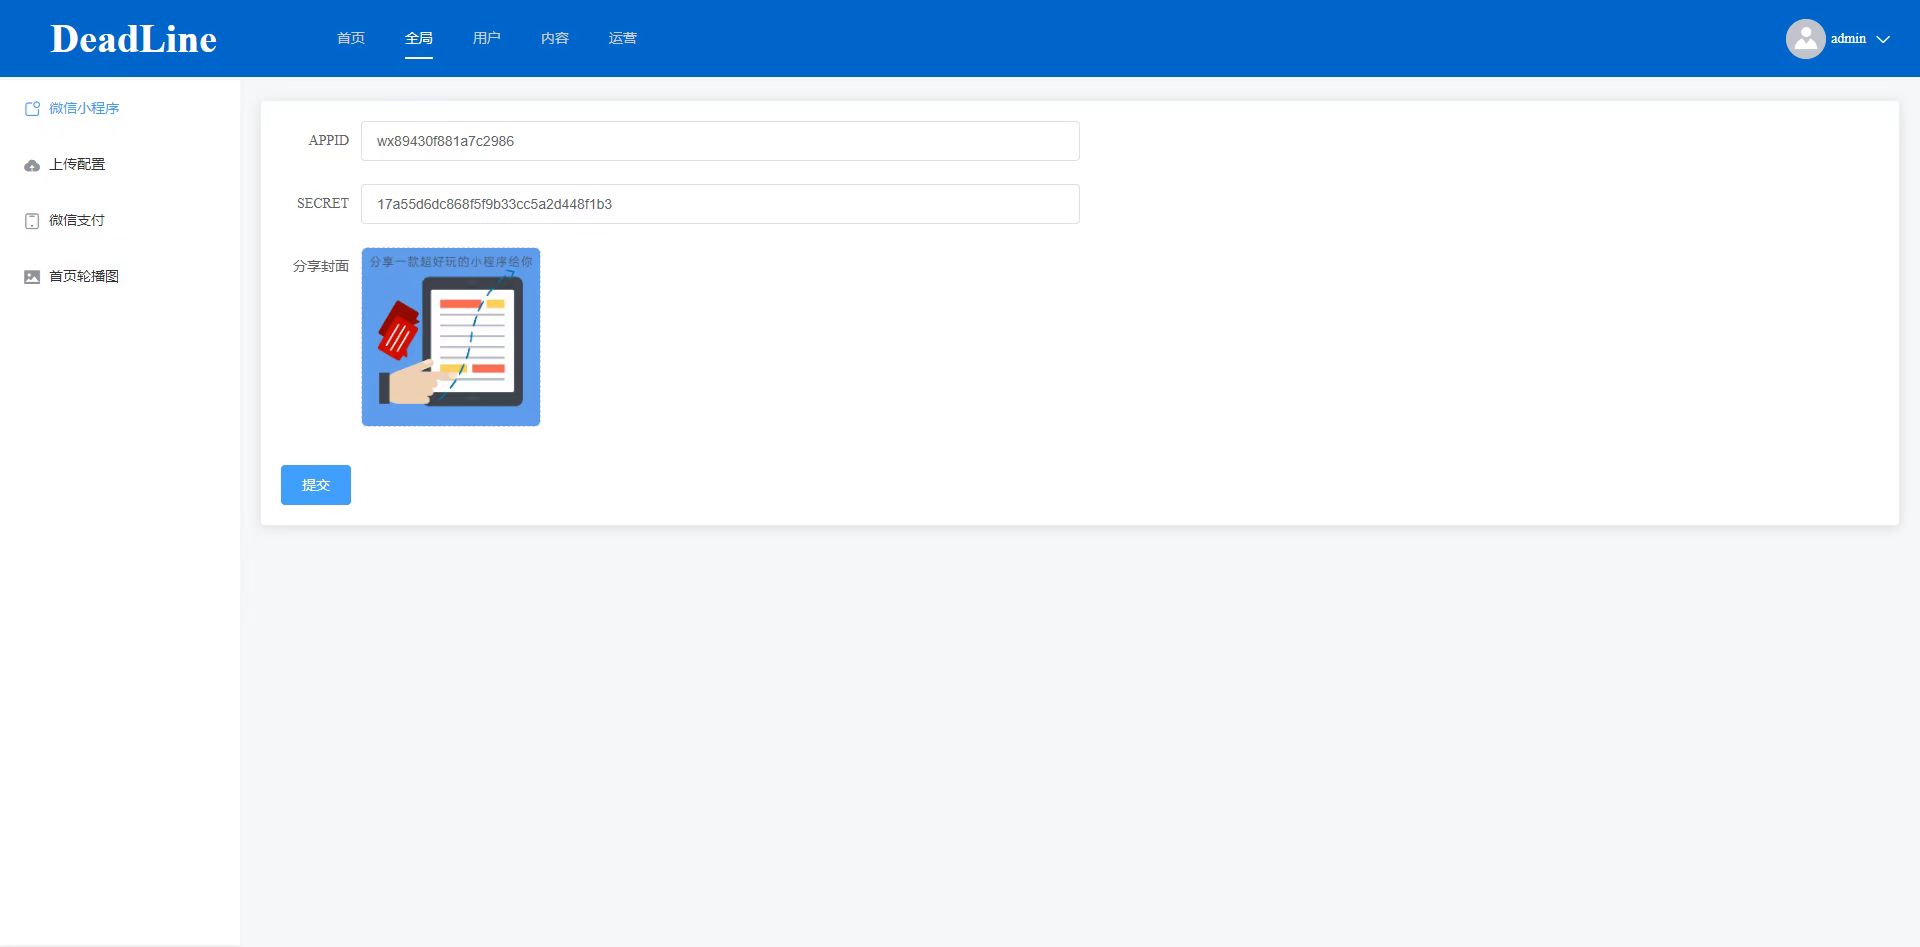 DeadLine
首页 全局 用户 内容 运营
admin
微信小程序
上传配置
微信支付
首页轮播图
APPID wx89430f881a7c2986
SECRET 17a55d6dc868f5f9b33cc5a2d448f1b3
分享封面
分享一款超好玩的小程序给你
提交